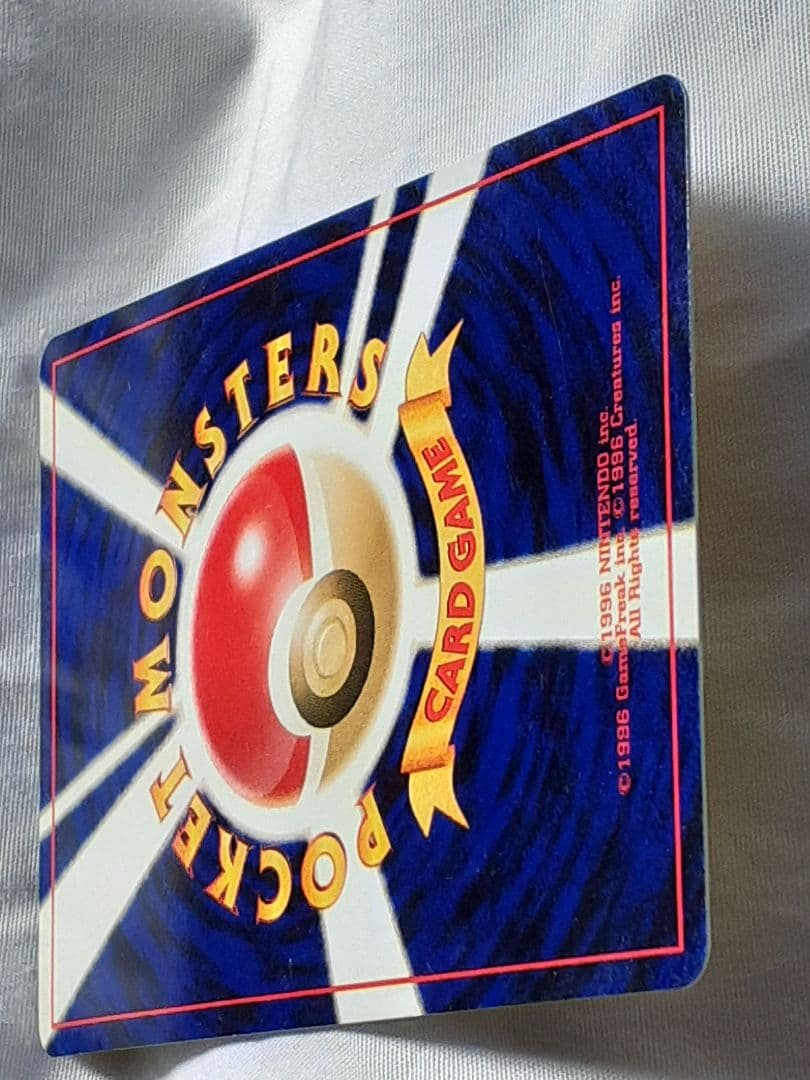 POCKET MONSTERS
CARD GAME
©1996 NINTENDO inc.
©1996 GameFreak inc. ©1996 Creatures inc.
All Rights reserved.